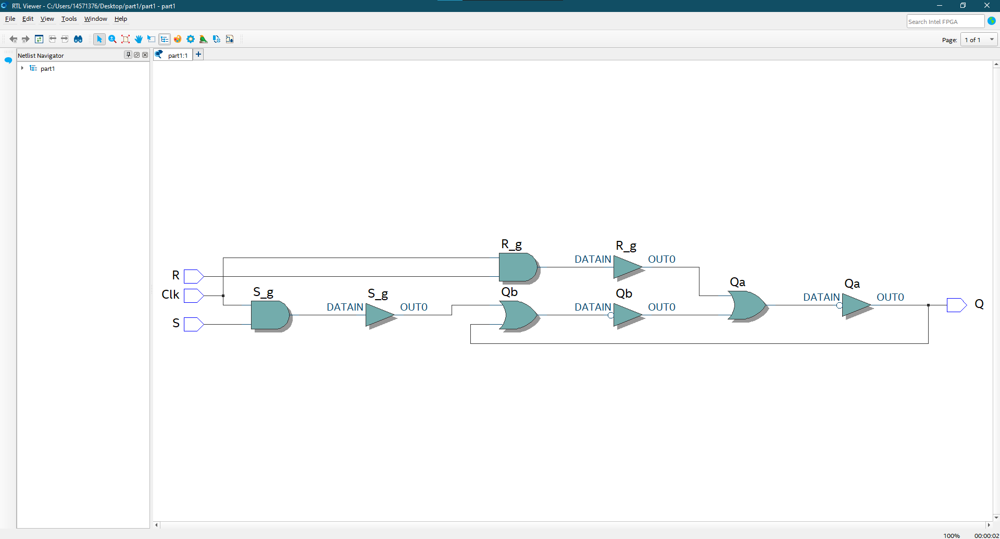 RTL Viewer - C:/Users/14571376/Desktop/part1/part1 - part1
File Edit View Tools Window Help
Search Intel FPGA
Page: 1 of 1
Netlist Navigator
part1:1
part1
R_g
R_g
DATAIN
OUT0
R
Clk
S
S_g
S_g
DATAIN
OUT0
Qb
Qb
DATAIN
OUT0
Qa
Qa
DATAIN
OUT0
Q
100% 00:00:02